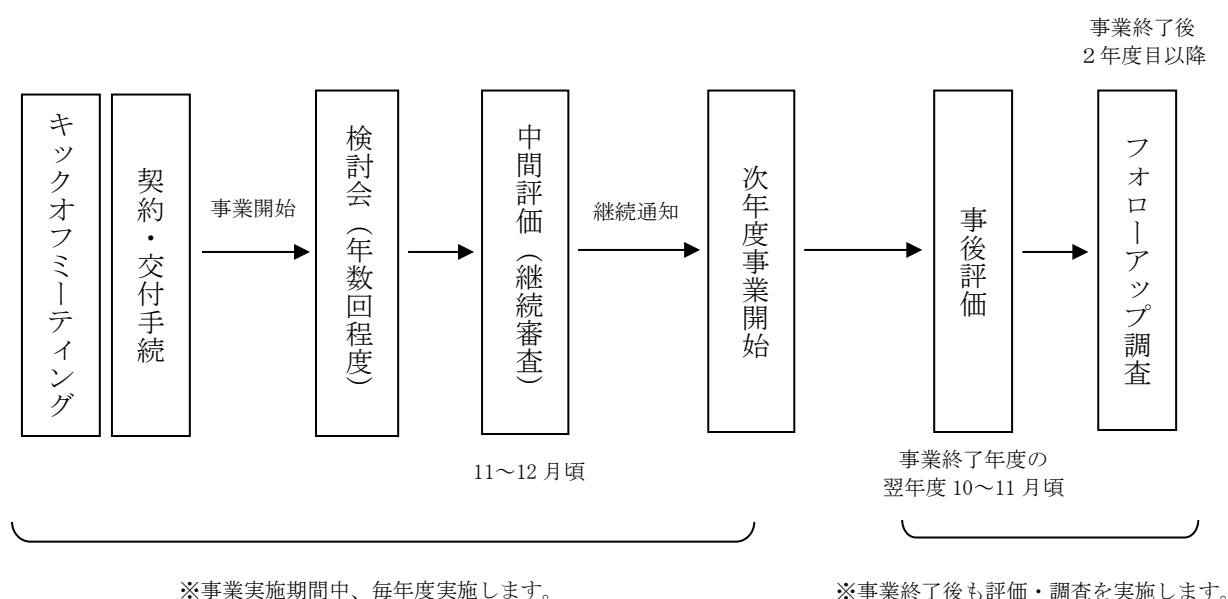 事業終了後
２年度目以降
キックオフミーティング
契約・交付手続
事業開始
検討会（年数回程度）
中間評価（継続審査）
継続通知
次年度事業開始
事後評価
フォローアップ調査
11～12 月頃
事業終了年度の
翌年度 10～11 月頃
※事業実施期間中、毎年度実施します。
※事業終了後も評価・調査を実施します。